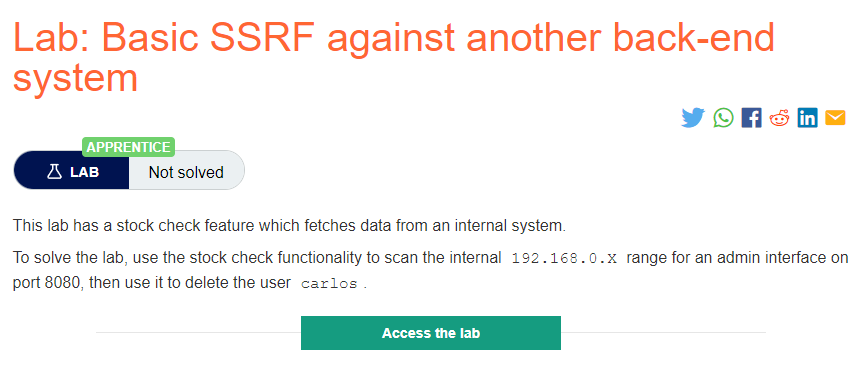 Lab: Basic SSRF against another back-end
system
APPRENTICE
LAB
Not solved
This lab has a stock check feature which fetches data from an internal system.
To solve the lab, use the stock check functionality to scan the internal 192.168.0.X range for an admin interface on
port 8080, then use it to delete the user carlos .
Access the lab